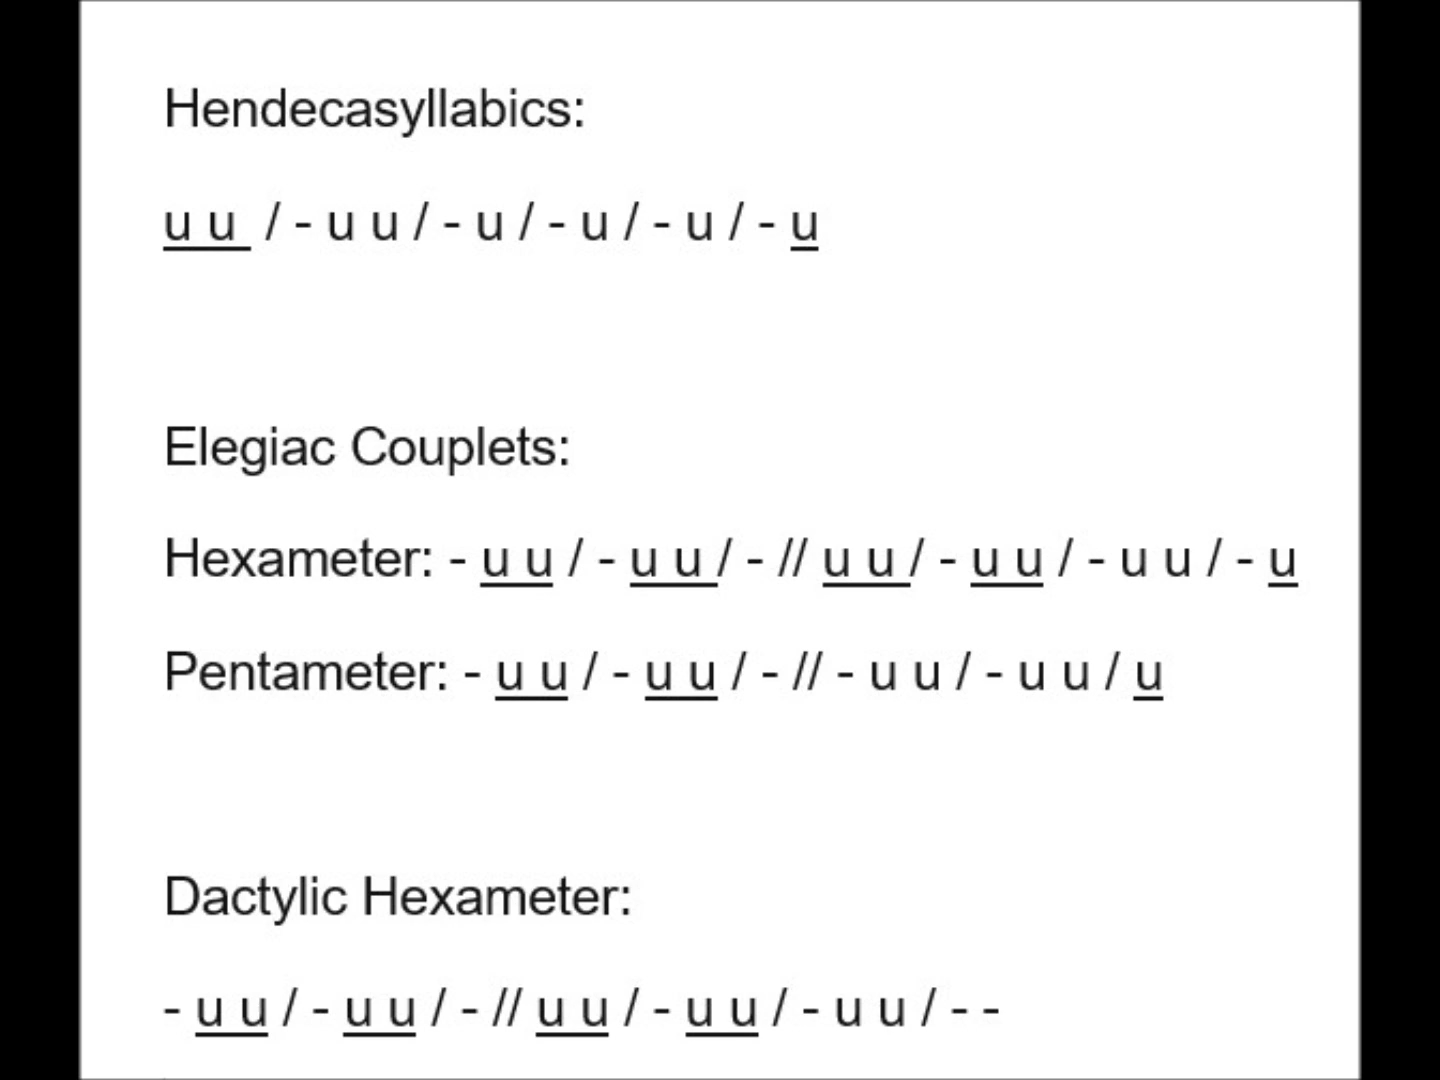 Hendecasyllabics:
u u / - u u / - u / - u / - u / - u
Elegiac Couplets:
Hexameter: - u u / - u u / - // u u / - u u / - u u / - u
Pentameter: - u u / - u u / - // - u u / - u u / u
Dactylic Hexameter:
- u u / - u u / - // u u / - u u / - u u / - -